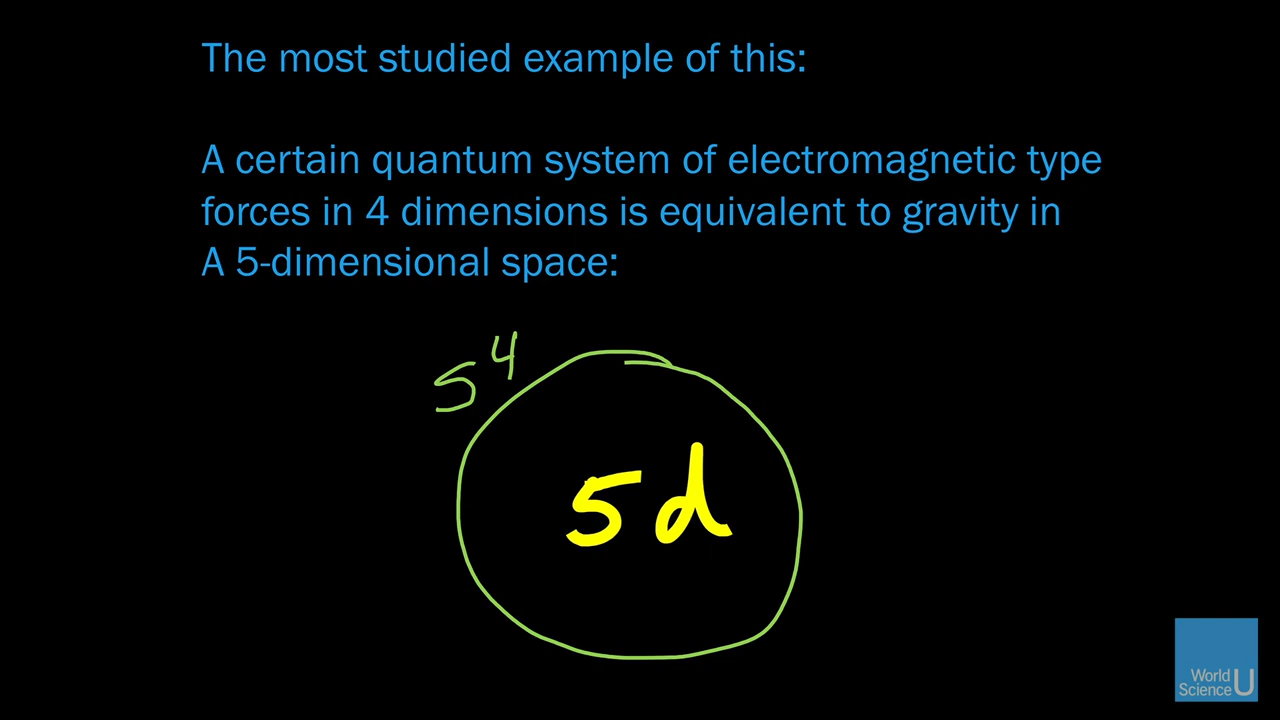 The most studied example of this:
A certain quantum system of electromagnetic type
forces in 4 dimensions is equivalent to gravity in
A 5-dimensional space:
S⁴
5d
World
Science U